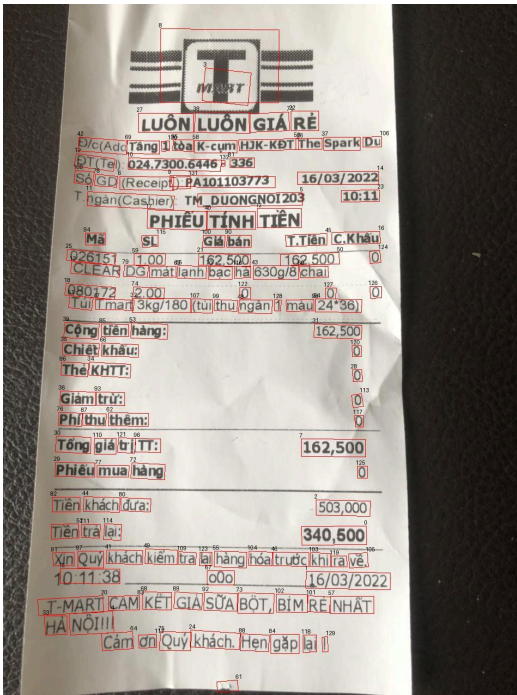 T
MART
LUÔN LUÔN GIÁ RẺ
Đ/c(Add Tầng 1 tòa K-cụm HJK-KĐT The Spark Du
ĐT(Tel): 024.7300.6446 - 336
Số GD (Receipt) PA101103773 16/03/2022
T.ngân(Cashier): TM_DUONGNOI203 10:11
PHIẾU TÍNH TIỀN
Mã SL Giá bán T.Tiền C.Khấu
026151 1.00 162,500 162,500 0
CLEAR DG mát lạnh bạc hà 630g/8 chai
080172 2.00 0 0 0
Túi Tmart 3kg/180 (túi thu ngân 1 màu 24*36)
Cộng tiền hàng: 162,500
Chiết khấu: 0
Thẻ KHTT: 0
Giảm trừ: 0
Phí thu thêm: 0
Tổng giá trị TT: 162,500
Phiếu mua hàng 0
Tiền khách đưa: 503,000
Tiền trả lại: 340,500
Xin Quý khách kiểm tra lại hàng hóa trước khi ra về.
10:11:38 o0o 16/03/2022
T-MART CAM KẾT GIÁ SỮA BỘT, BỈM RẺ NHẤT
HÀ NỘI!!!
Cảm ơn Quý khách. Hẹn gặp lại !